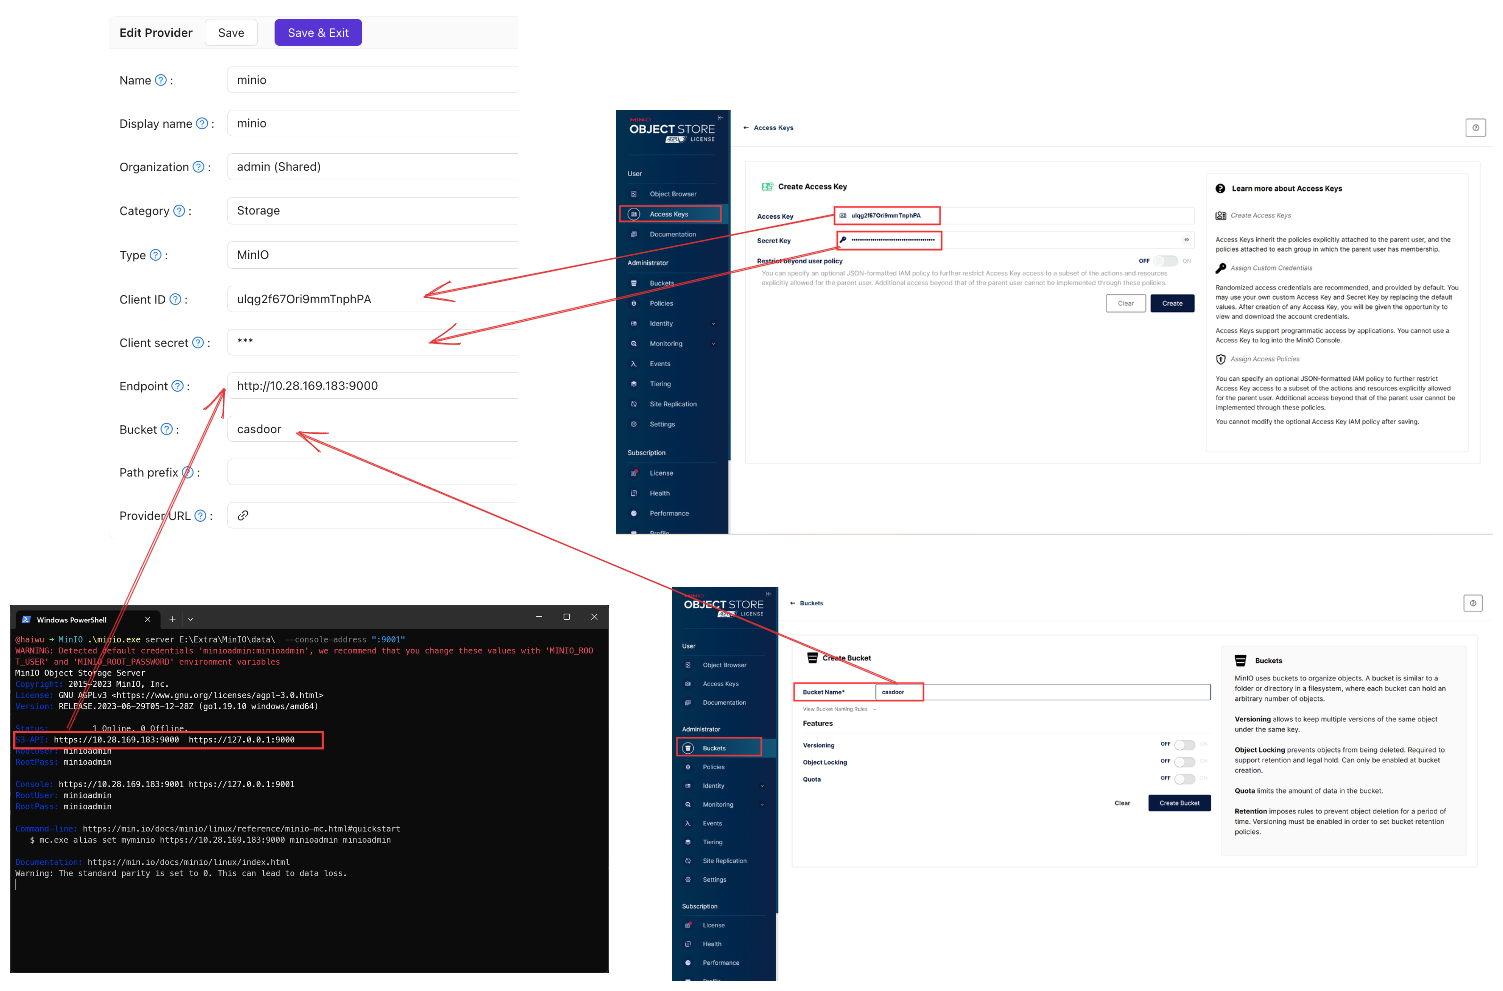 Edit Provider Save Save & Exit
Name ? : minio
Display name ? : minio
Organization ? : admin (Shared)
Category ? : Storage
Type ? : MinIO
Client ID ? : ulqg2f67Ori9mmTnphPA
Client secret ? : ***
Endpoint ? : http://10.28.169.183:9000
Bucket ? : casdoor
Path prefix ? :
Provider URL ? :
MINIO
OBJECT STORE
LICENSE
User
Object Browser
Access Keys
Documentation
Administrator
Buckets
Policies
Identity
Monitoring
Events
Tiering
Site Replication
Settings
Subscription
License
Health
Performance
Profile
← Access Keys
Create Access Key
Access Key ulqg2f67Ori9mmTnphPA
Secret Key ••••••••••••••••••••••••••••••••••••••••
Restrict beyond user policy OFF ON
You can specify an optional JSON-formatted IAM policy to further restrict Access Key access to a subset of the actions and resources
explicitly allowed for the parent user. Additional access beyond that of the parent user cannot be implemented through these policies.
Clear Create
Learn more about Access Keys
Create Access Keys
Access Keys inherit the policies explicitly attached to the parent user, and the
policies attached to each group in which the parent user has membership.
Assign Custom Credentials
Randomized access credentials are recommended, and provided by default. You
may use your own custom Access Key and Secret Key by replacing the default
values. After creation of any Access Key, you will be given the opportunity to
view and download the account credentials.
Access Keys support programmatic access by applications. You cannot use a
Access Key to log into the MinIO Console.
Assign Access Policies
You can specify an optional JSON-formatted IAM policy to further restrict
Access Key access to a subset of the actions and resources explicitly allowed
for the parent user. Additional access beyond that of the parent user cannot be
implemented through these policies.
You cannot modify the optional Access Key IAM policy after saving.
Windows PowerShell
@haiwu → MinIO .\minio.exe server E:\Extra\MinIO\data\ --console-address ":9001"
WARNING: Detected default credentials 'minioadmin:minioadmin', we recommend that you change these values with 'MINIO_ROO
T_USER' and 'MINIO_ROOT_PASSWORD' environment variables
MinIO Object Storage Server
Copyright: 2015-2023 MinIO, Inc.
License: GNU AGPLv3 <https://www.gnu.org/licenses/agpl-3.0.html>
Version: RELEASE.2023-06-29T05-12-28Z (go1.19.10 windows/amd64)
Status: 1 Online, 0 Offline.
S3-API: https://10.28.169.183:9000 https://127.0.0.1:9000
RootUser: minioadmin
RootPass: minioadmin
Console: https://10.28.169.183:9001 https://127.0.0.1:9001
RootUser: minioadmin
RootPass: minioadmin
Command-line: https://min.io/docs/minio/linux/reference/minio-mc.html#quickstart
$ mc.exe alias set myminio https://10.28.169.183:9000 minioadmin minioadmin
Documentation: https://min.io/docs/minio/linux/index.html
Warning: The standard parity is set to 0. This can lead to data loss.
MINIO
OBJECT STORE
LICENSE
User
Object Browser
Access Keys
Documentation
Administrator
Buckets
Policies
Identity
Monitoring
Events
Tiering
Site Replication
Settings
Subscription
License
Health
Performance
Profile
← Buckets
Create Bucket
Bucket Name* casdoor
View Bucket Naming Rules
Features
Versioning OFF ON
Object Locking OFF ON
Quota OFF ON
Clear Create Bucket
Buckets
MinIO uses buckets to organize objects. A bucket is similar to a
folder or directory in a filesystem, where each bucket can hold an
arbitrary number of objects.
Versioning allows to keep multiple versions of the same object
under the same key.
Object Locking prevents objects from being deleted. Required to
support retention and legal hold. Can only be enabled at bucket
creation.
Quota limits the amount of data in the bucket.
Retention imposes rules to prevent object deletion for a period of
time. Versioning must be enabled in order to set bucket retention
policies.